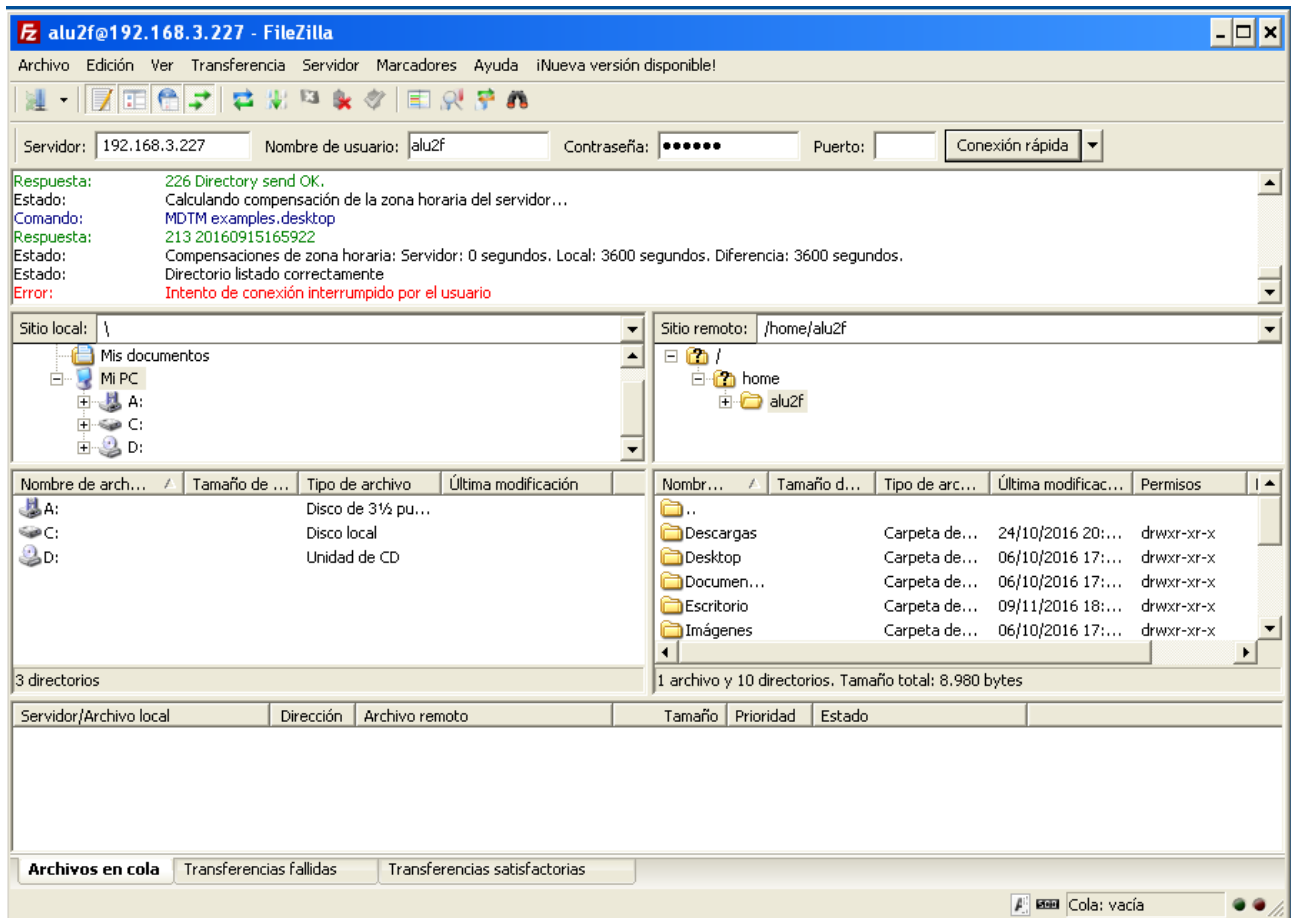 alu2f@192.168.3.227 - FileZilla
Archivo Edición Ver Transferencia Servidor Marcadores Ayuda ¡Nueva versión disponible!
Servidor: 192.168.3.227 Nombre de usuario: alu2f Contraseña: ●●●●●● Puerto: Conexión rápida
Respuesta: 226 Directory send OK.
Estado: Calculando compensación de la zona horaria del servidor...
Comando: MDTM examples.desktop
Respuesta: 213 20160915165922
Estado: Compensaciones de zona horaria: Servidor: 0 segundos. Local: 3600 segundos. Diferencia: 3600 segundos.
Estado: Directorio listado correctamente
Error: Intento de conexión interrumpido por el usuario
Sitio local: \
Mis documentos
Mi PC
A:
C:
D:
Sitio remoto: /home/alu2f
/
home
alu2f
Nombre de arch... Tamaño de ... Tipo de archivo Última modificación
A: Disco de 3½ pu...
C: Disco local
D: Unidad de CD
3 directorios
Nombr... Tamaño d... Tipo de arc... Última modificac... Permisos
..
Descargas Carpeta de... 24/10/2016 20:... drwxr-xr-x
Desktop Carpeta de... 06/10/2016 17:... drwxr-xr-x
Documen... Carpeta de... 06/10/2016 17:... drwxr-xr-x
Escritorio Carpeta de... 09/11/2016 18:... drwxr-xr-x
Imágenes Carpeta de... 06/10/2016 17:... drwxr-xr-x
1 archivo y 10 directorios. Tamaño total: 8.980 bytes
Servidor/Archivo local Dirección Archivo remoto Tamaño Prioridad Estado
Archivos en cola Transferencias fallidas Transferencias satisfactorias
Cola: vacía